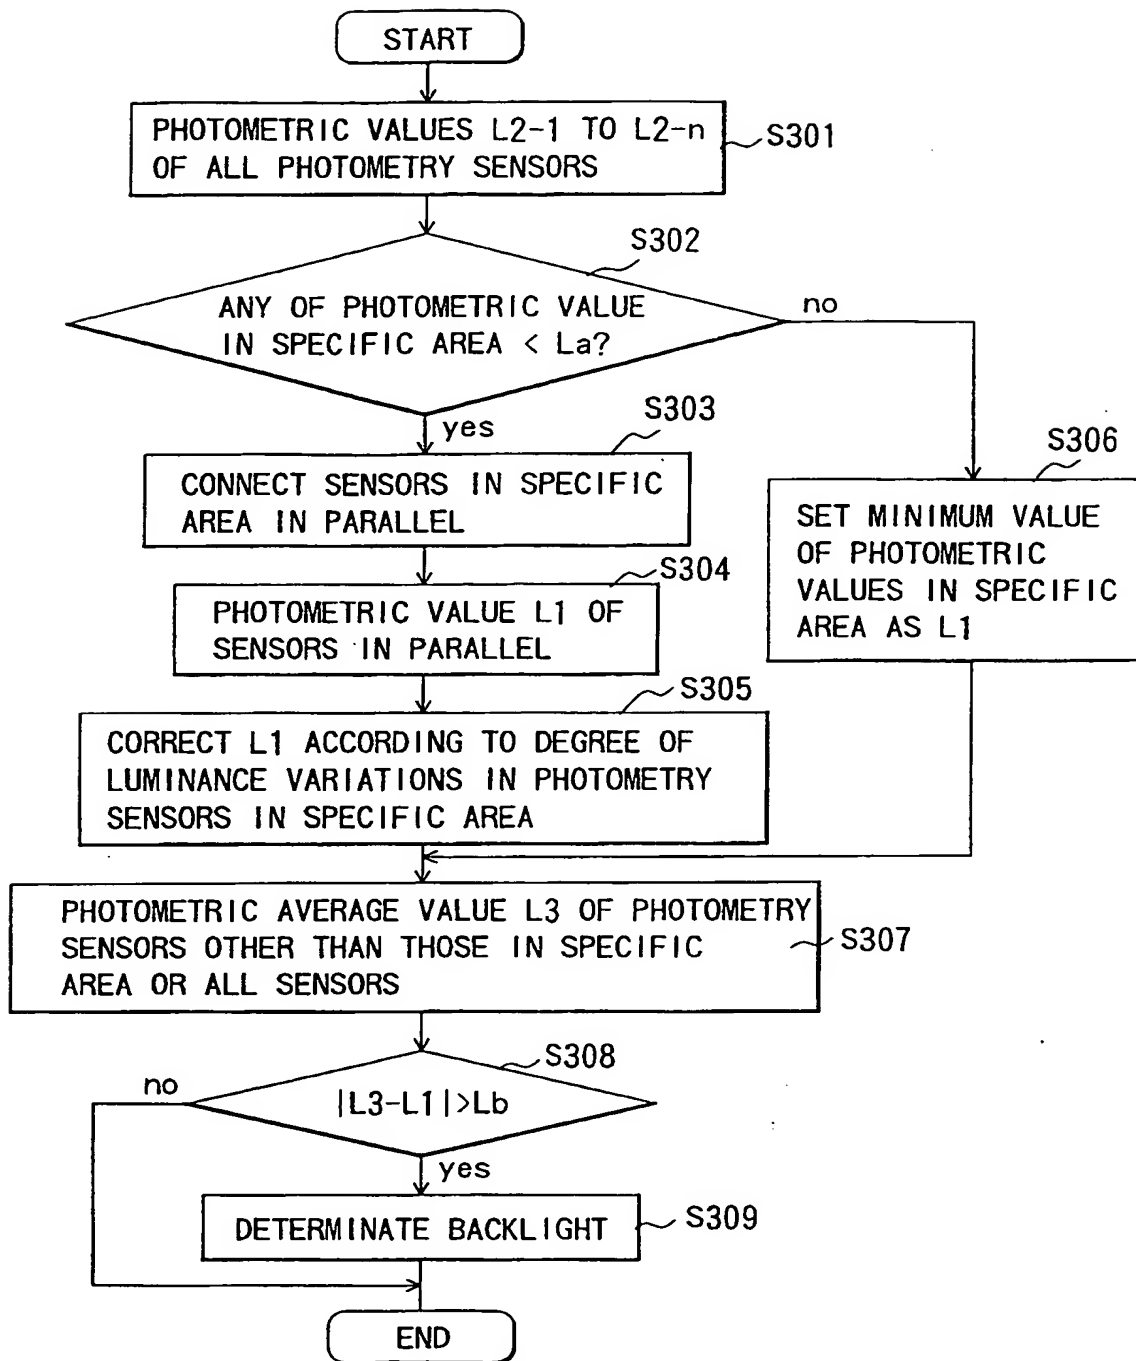 START
PHOTOMETRIC VALUES L2-1 TO L2-n
OF ALL PHOTOMETRY SENSORS
S301
S302
ANY OF PHOTOMETRIC VALUE
IN SPECIFIC AREA < La?
no
yes
S303
CONNECT SENSORS IN SPECIFIC
AREA IN PARALLEL
S306
SET MINIMUM VALUE
OF PHOTOMETRIC
VALUES IN SPECIFIC
AREA AS L1
S304
PHOTOMETRIC VALUE L1 OF
SENSORS IN PARALLEL
S305
CORRECT L1 ACCORDING TO DEGREE OF
LUMINANCE VARIATIONS IN PHOTOMETRY
SENSORS IN SPECIFIC AREA
PHOTOMETRIC AVERAGE VALUE L3 OF PHOTOMETRY
SENSORS OTHER THAN THOSE IN SPECIFIC
AREA OR ALL SENSORS
S307
S308
no
|L3-L1|>Lb
yes
DETERMINATE BACKLIGHT
S309
END